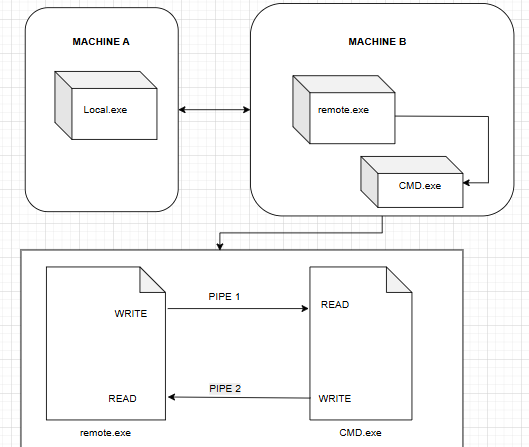 MACHINE A
MACHINE B
Local.exe
remote.exe
CMD.exe
PIPE 1
READ
WRITE
PIPE 2
READ
WRITE
remote.exe
CMD.exe